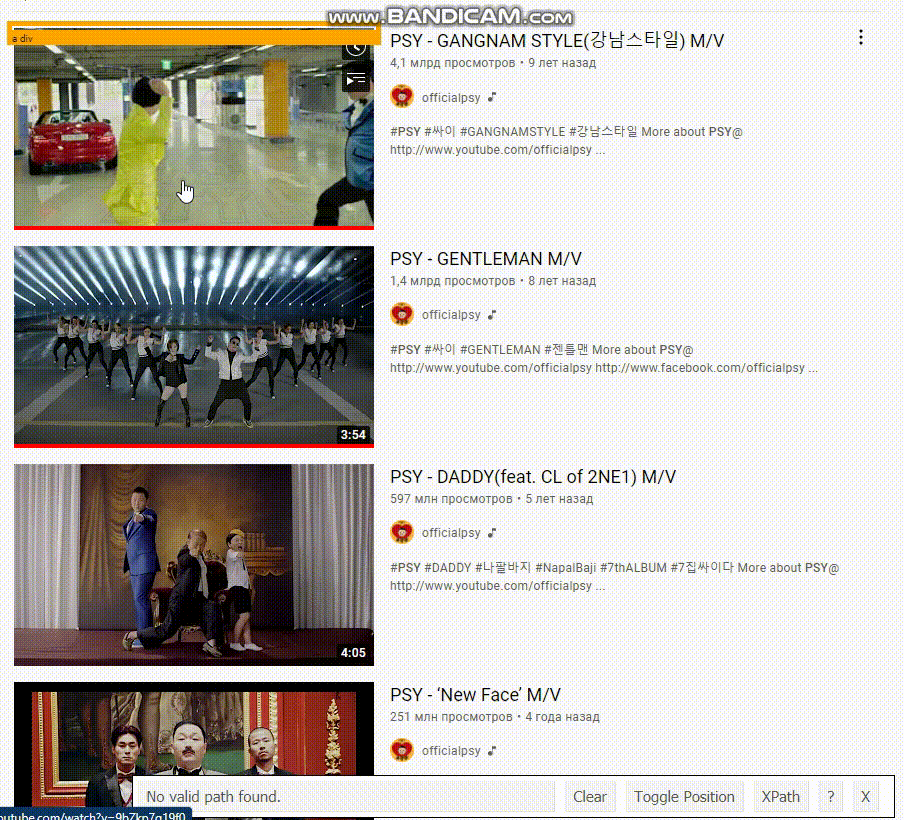 www.BANDICAM.com
a div
PSY - GANGNAM STYLE(강남스타일) M/V
4,1 млрд просмотров • 9 лет назад
officialpsy
#PSY #싸이 #GANGNAMSTYLE #강남스타일 More about PSY@
http://www.youtube.com/officialpsy ...
PSY - GENTLEMAN M/V
1,4 млрд просмотров • 8 лет назад
officialpsy
#PSY #싸이 #GENTLEMAN #젠틀맨 More about PSY@
http://www.youtube.com/officialpsy http://www.facebook.com/officialpsy ...
3:54
PSY - DADDY(feat. CL of 2NE1) M/V
597 млн просмотров • 5 лет назад
officialpsy
#PSY #DADDY #나팔바지 #NapalBaji #7thALBUM #7집싸이다 More about PSY@
http://www.youtube.com/officialpsy ...
4:05
PSY - ‘New Face’ M/V
251 млн просмотров • 4 года назад
officialpsy
No valid path found.
Clear
Toggle Position
XPath
?
X